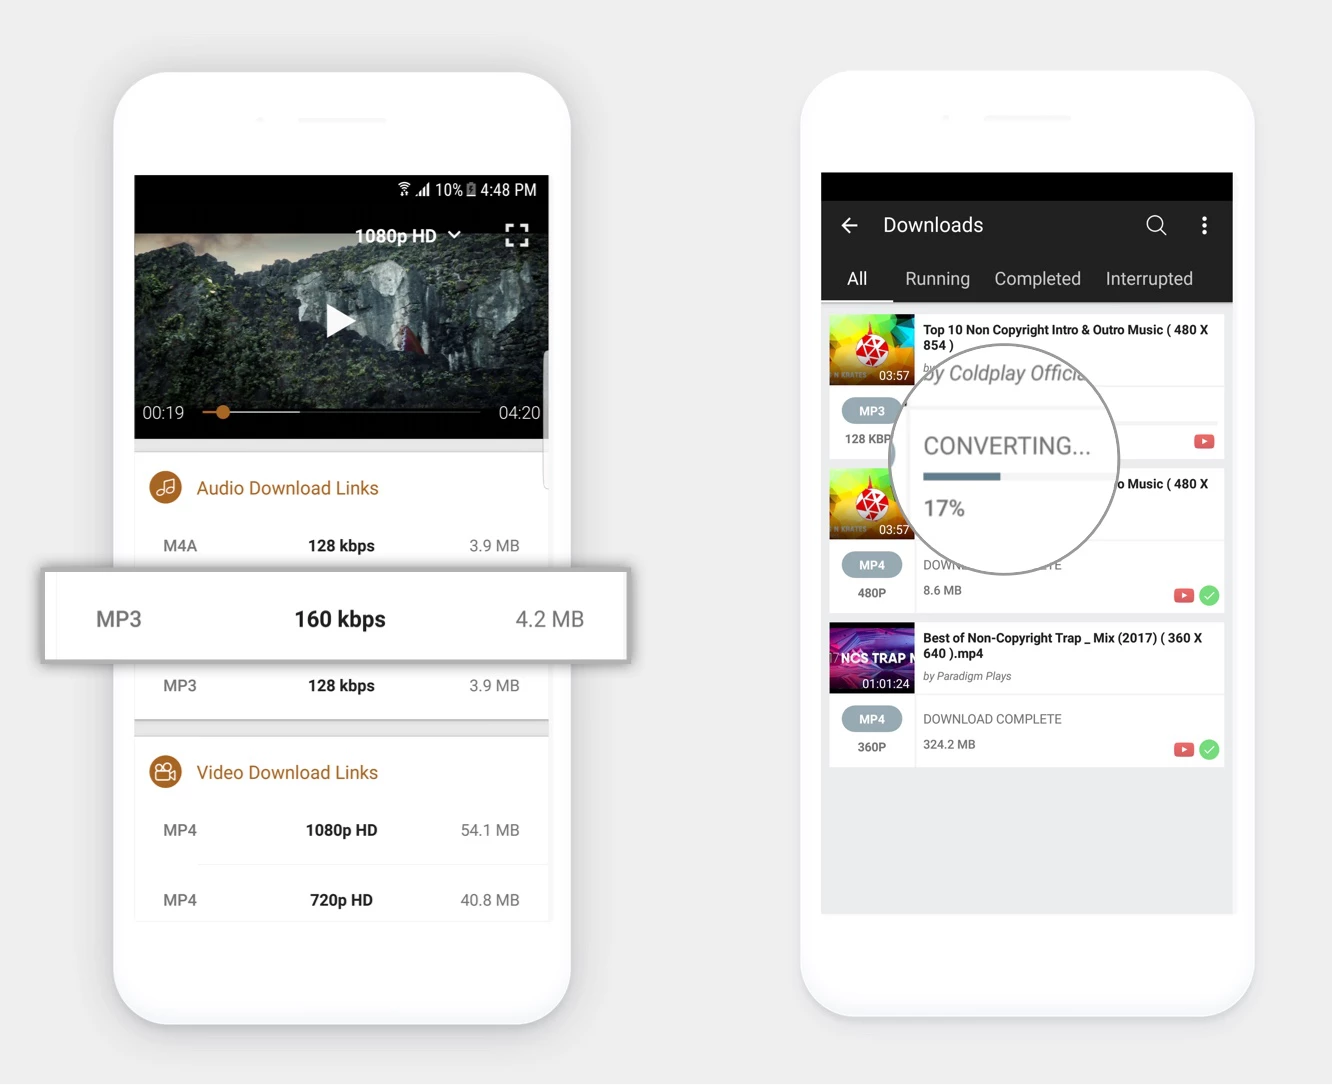 10% 4:48 PM
1080p HD
00:19
04:20
Audio Download Links
M4A 128 kbps 3.9 MB
MP3 160 kbps 4.2 MB
MP3 128 kbps 3.9 MB
Video Download Links
MP4 1080p HD 54.1 MB
MP4 720p HD 40.8 MB
Downloads
All Running Completed Interrupted
Top 10 Non Copyright Intro & Outro Music ( 480 X
854 )
by
by Coldplay Officia
N KRATES 03:57
MP3
128 KBP
CONVERTING...
17%
o Music ( 480 X
N KRATES 03:57
MP4
480P
8.6 MB
Best of Non-Copyright Trap _ Mix (2017) ( 360 X
640 ).mp4
by Paradigm Plays
NCS TRAP
01:01:24
MP4
360P
DOWNLOAD COMPLETE
324.2 MB